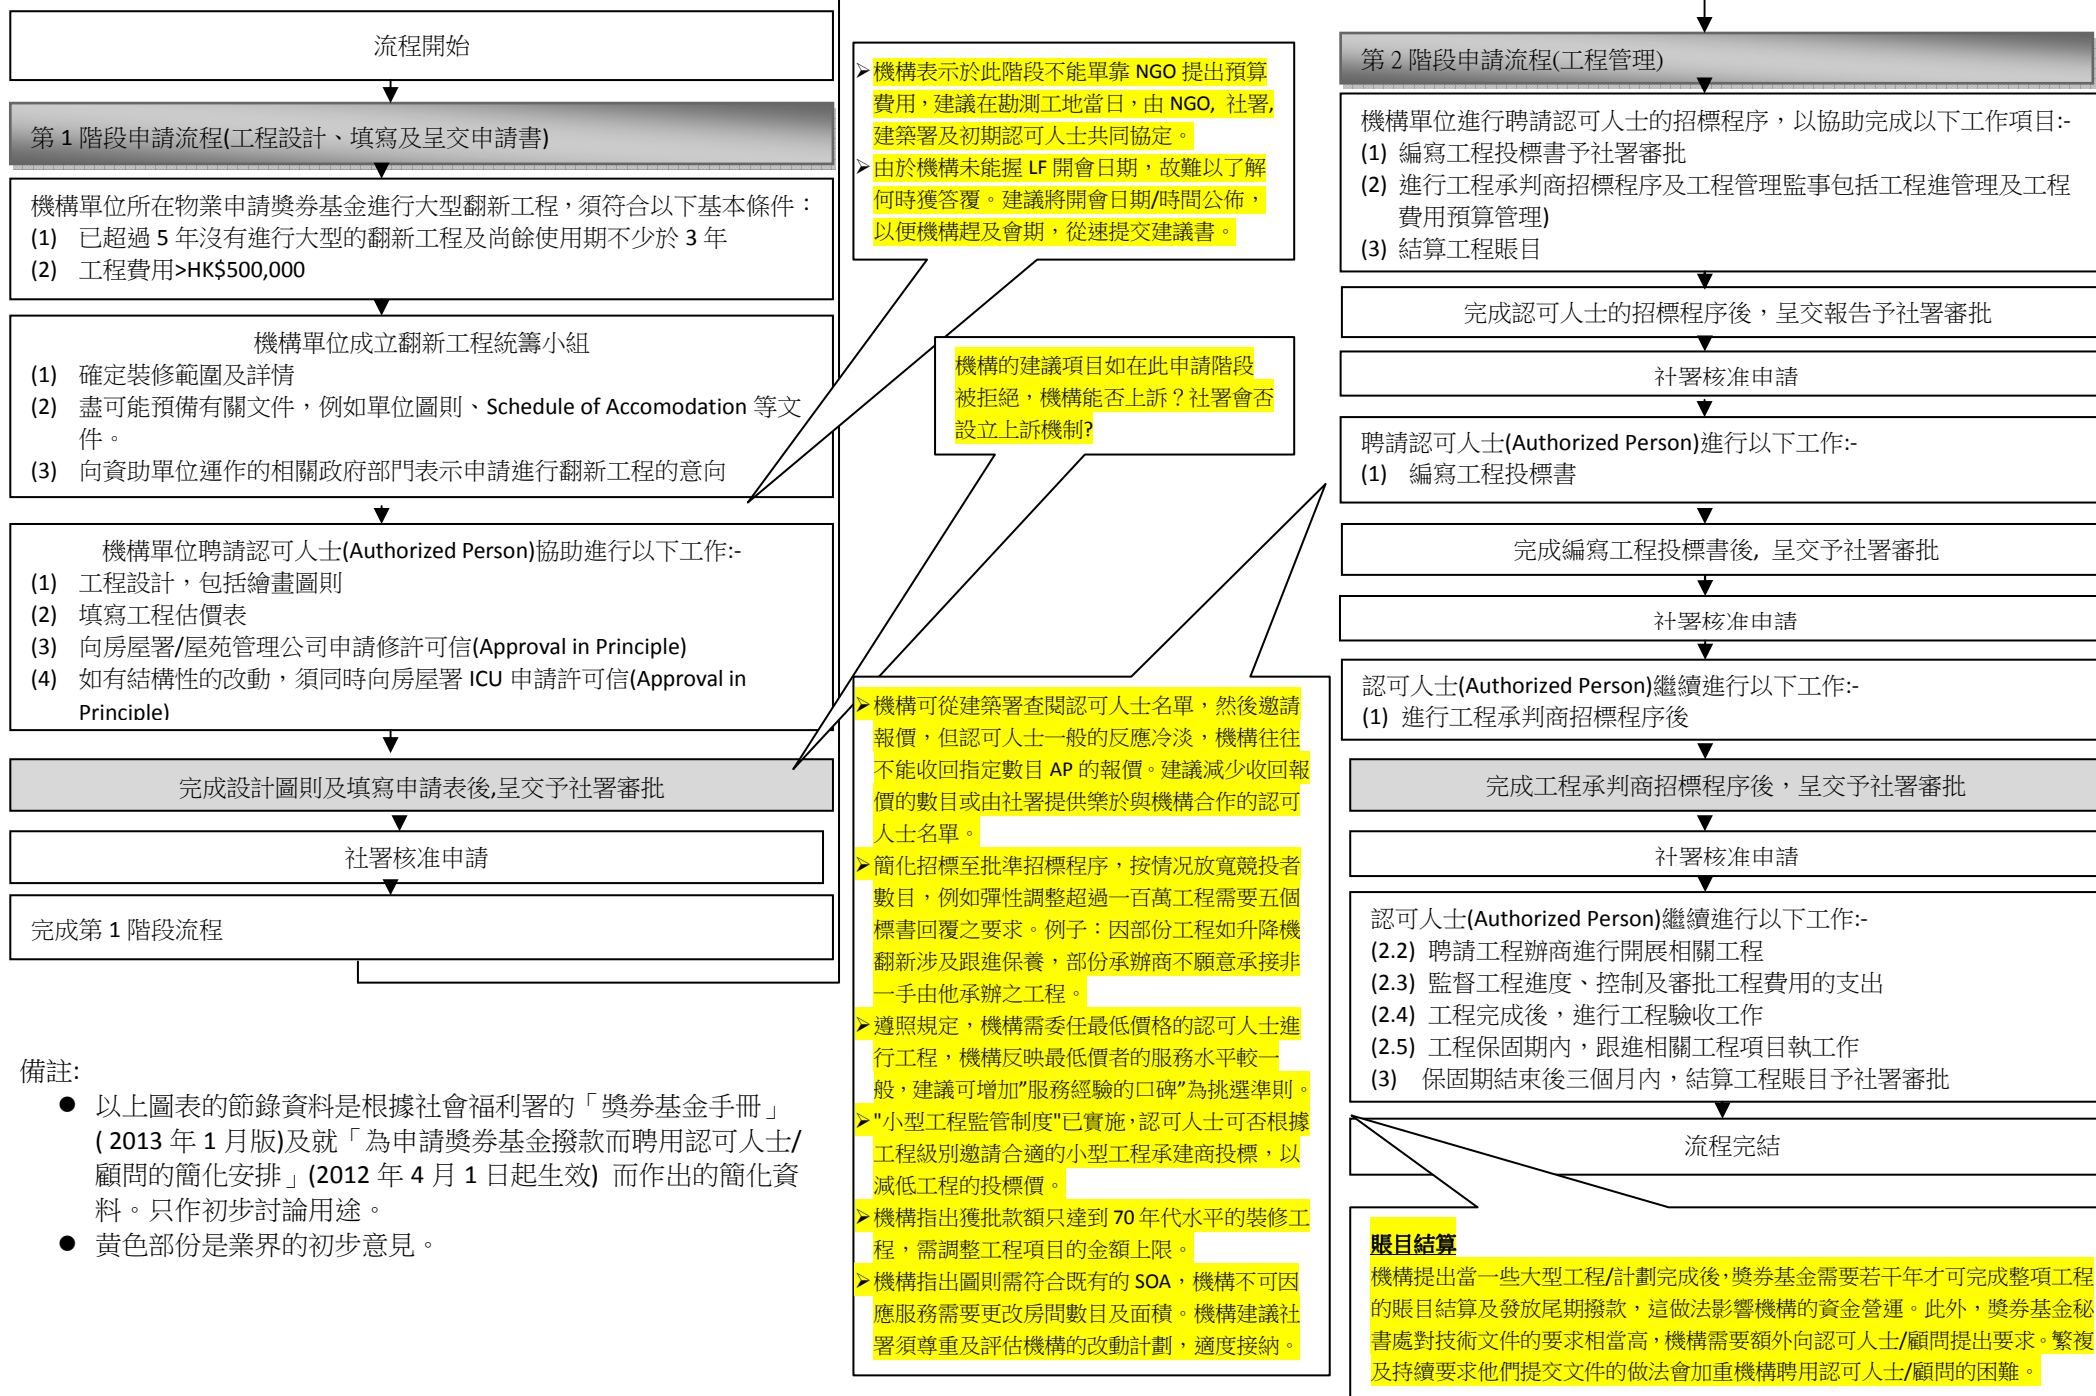 流程開始
第 1 階段申請流程(工程設計、填寫及呈交申請書)
機構單位所在物業申請獎券基金進行大型翻新工程，須符合以下基本條件：
(1) 已超過 5 年沒有進行大型的翻新工程及尚餘使用期不少於 3 年
(2) 工程費用>HK$500,000
機構單位成立翻新工程統籌小組
(1) 確定裝修範圍及詳情
(2) 盡可能預備有關文件，例如單位圖則、Schedule of Accomodation 等文
件。
(3) 向資助單位運作的相關政府部門表示申請進行翻新工程的意向
機構單位聘請認可人士(Authorized Person)協助進行以下工作:-
(1) 工程設計，包括繪畫圖則
(2) 填寫工程估價表
(3) 向房屋署/屋苑管理公司申請修許可信(Approval in Principle)
(4) 如有結構性的改動，須同時向房屋署 ICU 申請許可信(Approval in
Principle)
完成設計圖則及填寫申請表後,呈交予社署審批
社署核准申請
完成第 1 階段流程
備註:
● 以上圖表的節錄資料是根據社會福利署的「獎券基金手冊」
( 2013 年 1 月版)及就「為申請獎券基金撥款而聘用認可人士/
顧問的簡化安排」(2012 年 4 月 1 日起生效) 而作出的簡化資
料。只作初步討論用途。
● 黃色部份是業界的初步意見。
➢機構表示於此階段不能單靠 NGO 提出預算
費用，建議在勘測工地當日，由 NGO, 社署,
建築署及初期認可人士共同協定。
➢由於機構未能握 LF 開會日期，故難以了解
何時獲答覆。建議將開會日期/時間公佈，
以便機構趕及會期，從速提交建議書。
機構的建議項目如在此申請階段
被拒絕，機構能否上訴？社署會否
設立上訴機制?
➢機構可從建築署查閱認可人士名單，然後邀請
報價，但認可人士一般的反應冷淡，機構往往
不能收回指定數目 AP 的報價。建議減少收回報
價的數目或由社署提供樂於與機構合作的認可
人士名單。
➢簡化招標至批準招標程序，按情況放寬競投者
數目，例如彈性調整超過一百萬工程需要五個
標書回覆之要求。例子：因部份工程如升降機
翻新涉及跟進保養，部份承辦商不願意承接非
一手由他承辦之工程。
➢遵照規定，機構需委任最低價格的認可人士進
行工程，機構反映最低價者的服務水平較一
般，建議可增加”服務經驗的口碑”為挑選準則。
➢"小型工程監管制度"已實施，認可人士可否根據
工程級別邀請合適的小型工程承建商投標，以
減低工程的投標價。
➢機構指出獲批款額只達到 70 年代水平的裝修工
程，需調整工程項目的金額上限。
➢機構指出圖則需符合既有的 SOA，機構不可因
應服務需要更改房間數目及面積。機構建議社
署須尊重及評估機構的改動計劃，適度接納。
第 2 階段申請流程(工程管理)
機構單位進行聘請認可人士的招標程序，以協助完成以下工作項目:-
(1) 編寫工程投標書予社署審批
(2) 進行工程承判商招標程序及工程管理監事包括工程進管理及工程
費用預算管理)
(3) 結算工程賬目
完成認可人士的招標程序後，呈交報告予社署審批
社署核准申請
聘請認可人士(Authorized Person)進行以下工作:-
(1) 編寫工程投標書
完成編寫工程投標書後, 呈交予社署審批
社署核准申請
認可人士(Authorized Person)繼續進行以下工作:-
(1) 進行工程承判商招標程序後
完成工程承判商招標程序後，呈交予社署審批
社署核准申請
認可人士(Authorized Person)繼續進行以下工作:-
(2.2) 聘請工程辦商進行開展相關工程
(2.3) 監督工程進度、控制及審批工程費用的支出
(2.4) 工程完成後，進行工程驗收工作
(2.5) 工程保固期內，跟進相關工程項目執工作
(3) 保固期結束後三個月內，結算工程賬目予社署審批
流程完結
賬目結算
機構提出當一些大型工程/計劃完成後，獎券基金需要若干年才可完成整項工程
的賬目結算及發放尾期撥款，這做法影響機構的資金營運。此外，獎券基金秘
書處對技術文件的要求相當高，機構需要額外向認可人士/顧問提出要求。繁複
及持續要求他們提交文件的做法會加重機構聘用認可人士/顧問的困難。